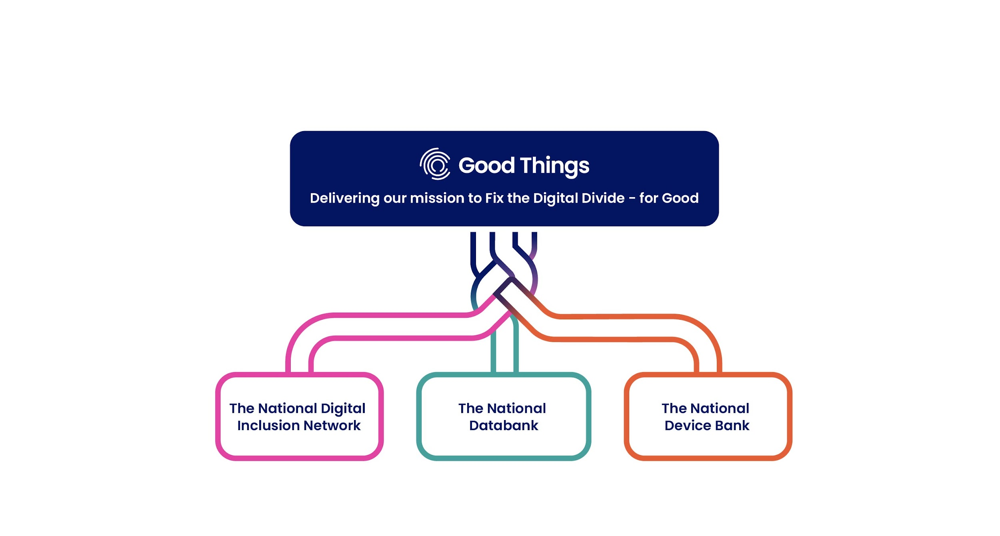 Good Things
Delivering our mission to Fix the Digital Divide – for Good
The National Digital
Inclusion Network
The National
Databank
The National
Device Bank